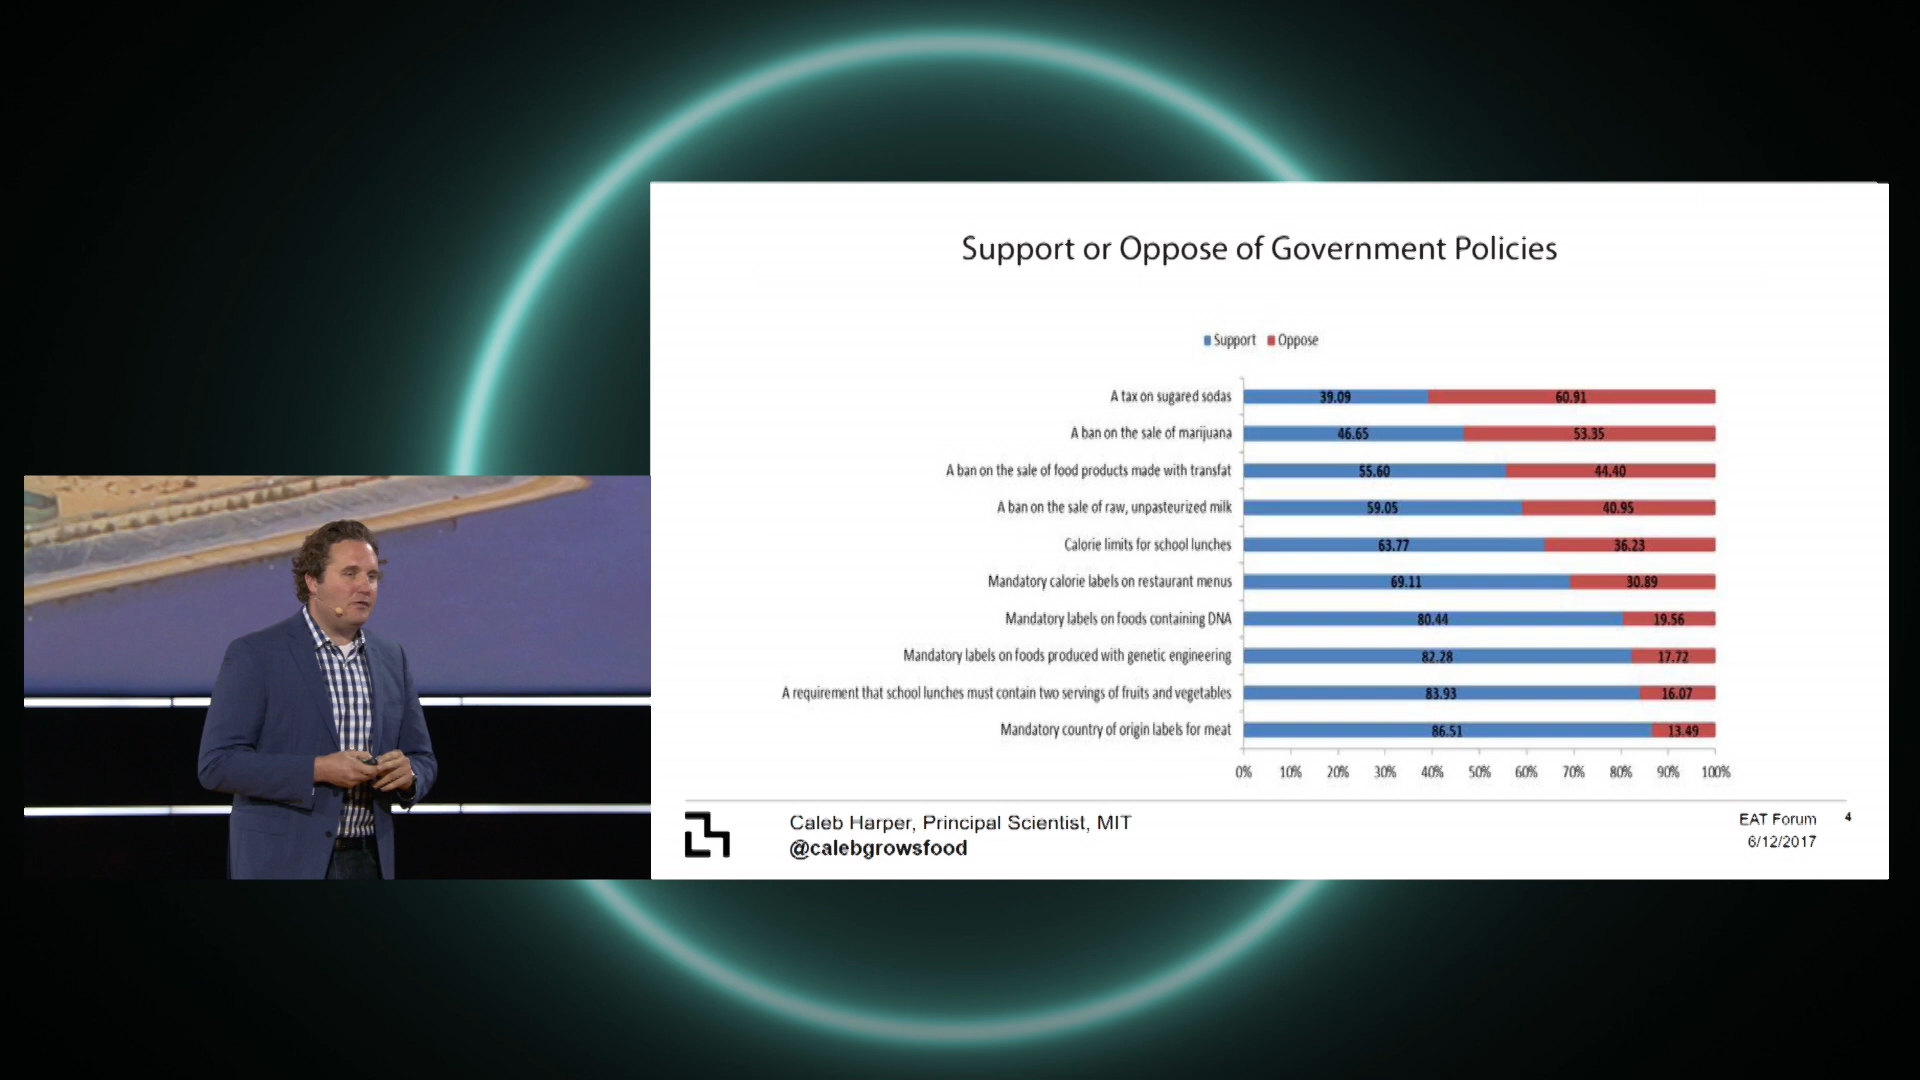 Support or Oppose of Government Policies
Support Oppose
A tax on sugared sodas 39.09 60.91
A ban on the sale of marijuana 46.65 53.35
A ban on the sale of food products made with transfat 55.60 44.40
A ban on the sale of raw, unpasteurized milk 59.05 40.95
Calorie limits for school lunches 63.77 36.23
Mandatory calorie labels on restaurant menus 69.11 30.89
Mandatory labels on foods containing DNA 80.44 19.56
Mandatory labels on foods produced with genetic engineering 82.28 17.72
A requirement that school lunches must contain two servings of fruits and vegetables 83.93 16.07
Mandatory country of origin labels for meat 86.51 13.49
0% 10% 20% 30% 40% 50% 60% 70% 80% 90% 100%
Caleb Harper, Principal Scientist, MIT
@calebgrowsfood
EAT Forum 4
6/12/2017